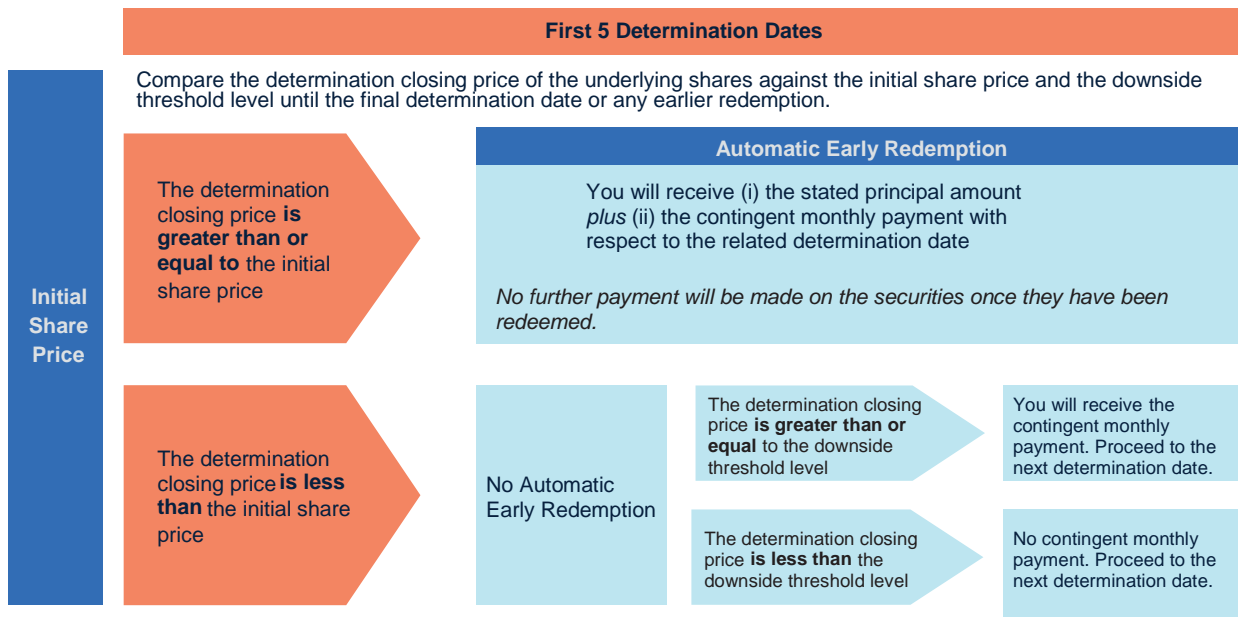 First 5 Determination Dates
Compare the determination closing price of the underlying shares against the initial share price and the downside
threshold level until the final determination date or any earlier redemption.
Initial
Share
Price
The determination
closing price is
greater than or
equal to the initial
share price
Automatic Early Redemption
You will receive (i) the stated principal amount
plus (ii) the contingent monthly payment with
respect to the related determination date
No further payment will be made on the securities once they have been
redeemed.
The determination
closing price is less
than the initial share
price
No Automatic
Early Redemption
The determination closing
price is greater than or
equal to the downside
threshold level
You will receive the
contingent monthly
payment. Proceed to the
next determination date.
The determination closing
price is less than the
downside threshold level
No contingent monthly
payment. Proceed to the
next determination date.